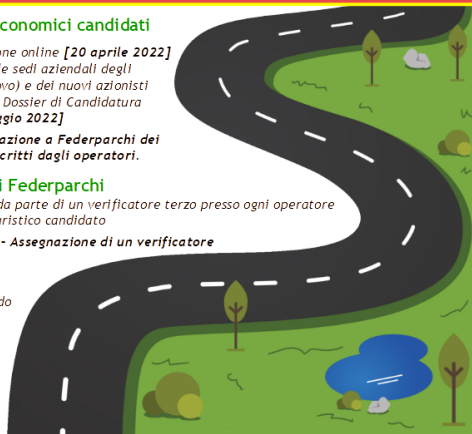 conomici candidati
one online [20 aprile 2022]
le sedi aziendali degli
ovo) e dei nuovi azionisti
Dossier di Candidatura
ggio 2022]
azione a Federparchi dei
critti dagli operatori.
i Federparchi
da parte di un verificatore terzo presso ogni operatore
uristico candidato
- Assegnazione di un verificatore
do